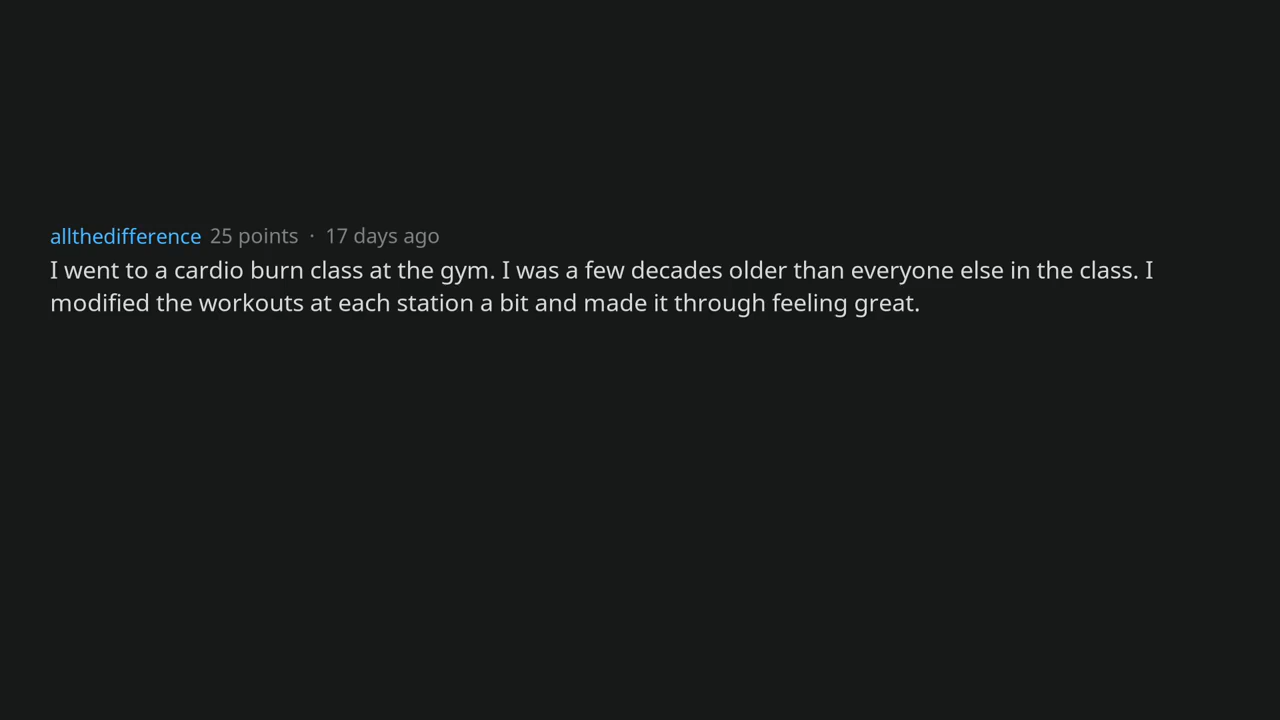 allthedifference 25 points · 17 days ago
I went to a cardio burn class at the gym. I was a few decades older than everyone else in the class. I
modified the workouts at each station a bit and made it through feeling great.